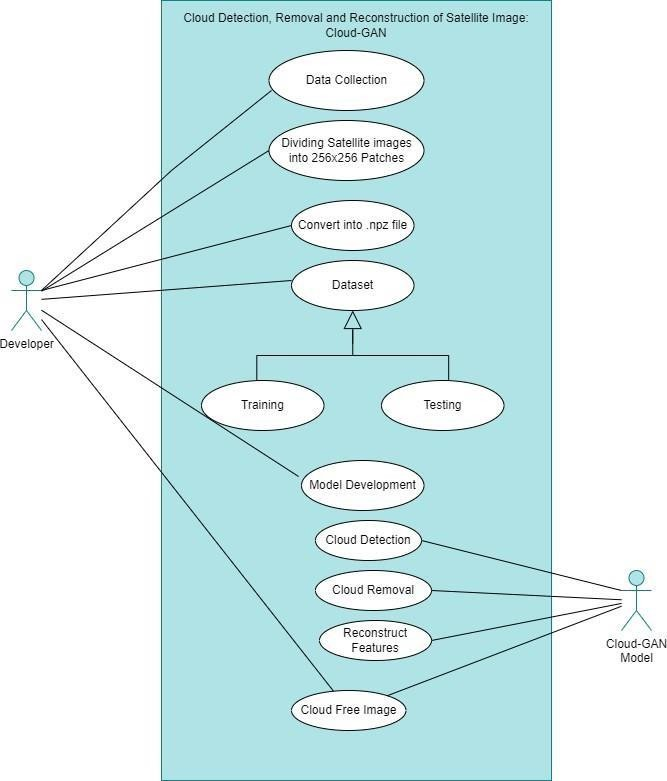 Cloud Detection, Removal and Reconstruction of Satellite Image:
Cloud-GAN
Data Collection
Dividing Satellite images
into 256x256 Patches
Convert into .npz file
Dataset
Developer
Training
Testing
Model Development
Cloud Detection
Cloud Removal
Reconstruct
Features
Cloud-GAN
Model
Cloud Free Image